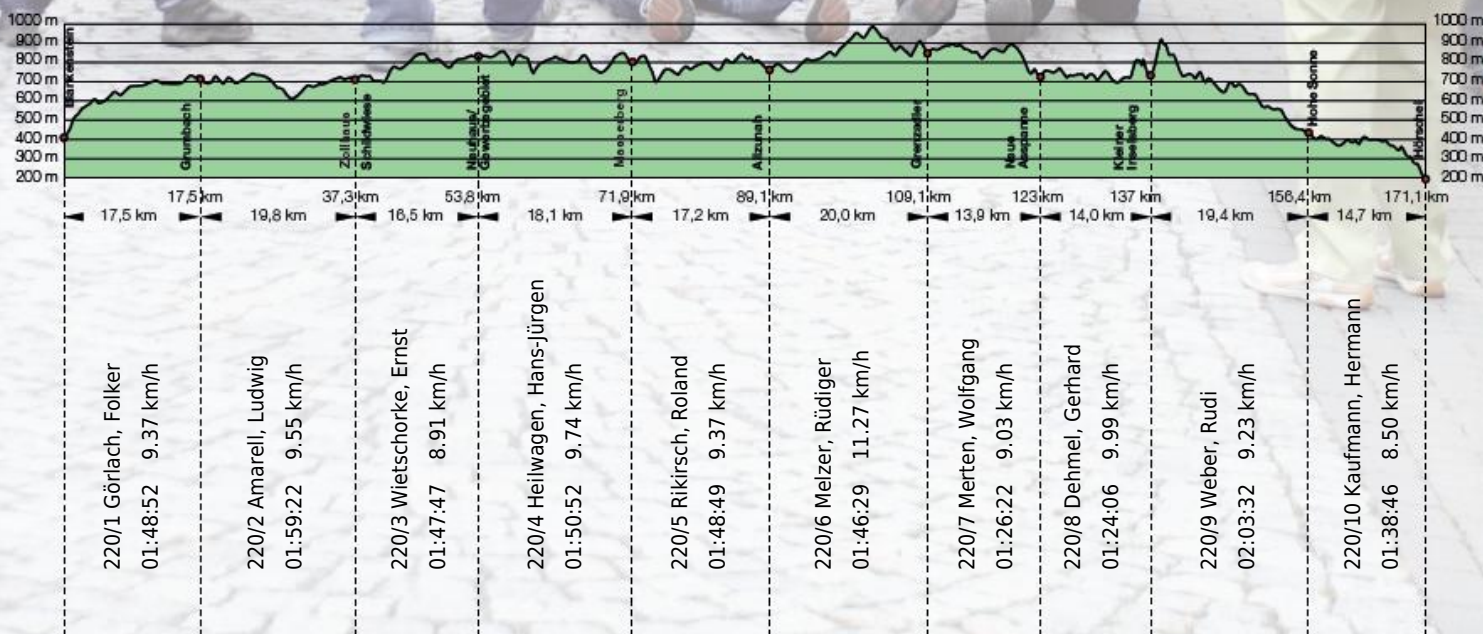 1000 m
900 m
800 m
700 m
600 m
500 m
400 m
300 m
200 m
1000 m
900 m
800 m
700 m
600 m
500 m
400 m
300 m
200 m
Blankenstein
Grumbach
Zollhaus
Schildwiese
Neuhaus/
Masserberg
Allzunah
Grenzadler
Neue
Ausspanne
Kleiner
Inselsberg
Hohe Sonne
Hörschel
17,5 km
37,3 km
53,8 km
71,9 km
89,1 km
109,1 km
123 km
137 km
156,4 km
171,1 km
17,5 km
19,8 km
16,5 km
18,1 km
17,2 km
20,0 km
13,9 km
14,0 km
19,4 km
14,7 km
220/1 Görlach, Folker
01:48:52 9.37 km/h
220/2 Amarell, Ludwig
01:59:22 9.55 km/h
220/3 Wietschorke, Ernst
01:47:47 8.91 km/h
220/4 Heilwagen, Hans-Jürgen
01:50:52 9.74 km/h
220/5 Rikirsch, Roland
01:48:49 9.37 km/h
220/6 Melzer, Rüdiger
01:46:29 11.27 km/h
220/7 Merten, Wolfgang
01:26:22 9.03 km/h
220/8 Dehmel, Gerhard
01:24:06 9.99 km/h
220/9 Weber, Rudi
02:03:32 9.23 km/h
220/10 Kaufmann, Hermann
01:38:46 8.50 km/h